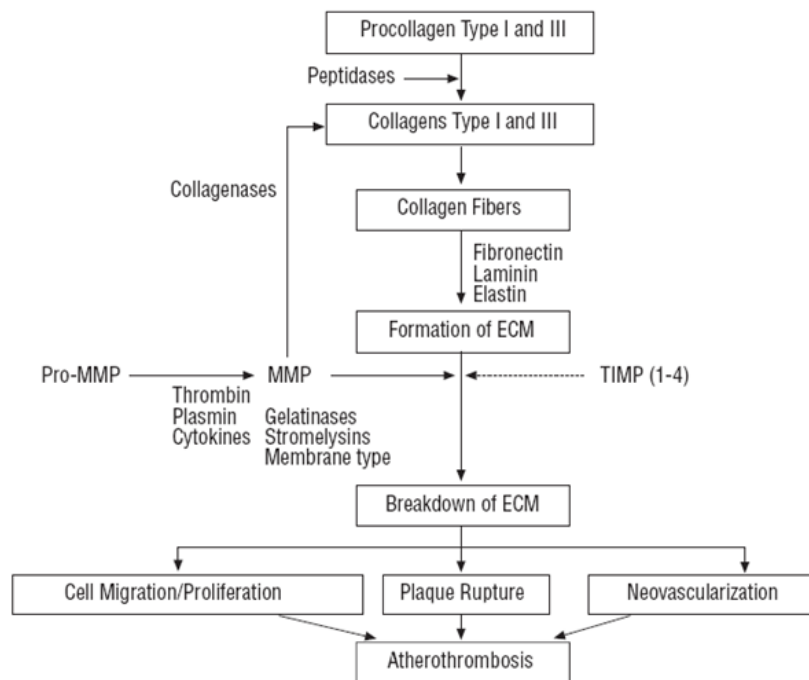 Procollagen Type I and III
Peptidases
Collagens Type I and III
Collagenases
Collagen Fibers
Fibronectin
Laminin
Elastin
Formation of ECM
Pro-MMP
MMP
TIMP (1-4)
Thrombin
Plasmin
Cytokines
Gelatinases
Stromelysins
Membrane type
Breakdown of ECM
Cell Migration/Proliferation
Plaque Rupture
Neovascularization
Atherothrombosis